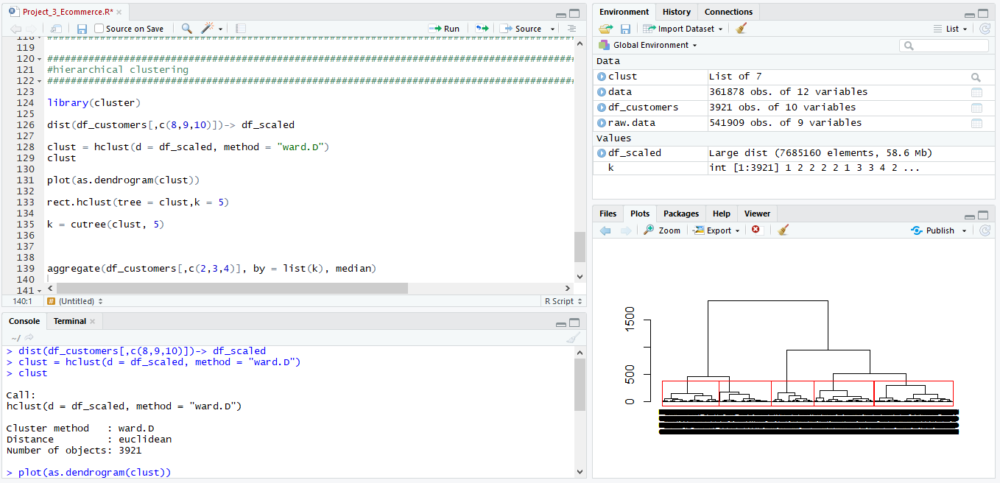 Project_3_Ecommerce.R*
Source on Save Run Source
118 ##########################################################################################
119
120 ##########################################################################################
121 #hierarchical clustering
122 ##########################################################################################
123
124 library(cluster)
125
126 dist(df_customers[,c(8,9,10)])-> df_scaled
127
128 clust = hclust(d = df_scaled, method = "ward.D")
129 clust
130
131 plot(as.dendrogram(clust))
132
133 rect.hclust(tree = clust,k = 5)
134
135 k = cutree(clust, 5)
136
137
138
139 aggregate(df_customers[,c(2,3,4)], by = list(k), median)
140
141
140:1 # (Untitled) R Script
Console Terminal
~/
> dist(df_customers[,c(8,9,10)])-> df_scaled
> clust = hclust(d = df_scaled, method = "ward.D")
> clust
Call:
hclust(d = df_scaled, method = "ward.D")
Cluster method : ward.D
Distance : euclidean
Number of objects: 3921
> plot(as.dendrogram(clust))
Environment History Connections
Import Dataset List
Global Environment
Data
clust List of 7
data 361878 obs. of 12 variables
df_customers 3921 obs. of 10 variables
raw.data 541909 obs. of 9 variables
Values
df_scaled Large dist (7685160 elements, 58.6 Mb)
k int [1:3921] 1 2 2 2 2 1 3 3 4 2 ...
Files Plots Packages Help Viewer
Zoom Export Publish
1500
500
0